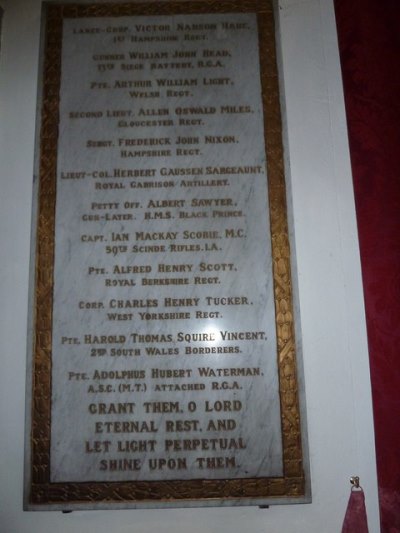 Lance-Corp. Victor Nanson Hale,
1st Hampshire Regt.
Gunner William John Head,
Siege Battery, R.G.A.
Pte. Arthur William Light,
Welsh Regt.
Second Lieut. Allen Oswald Miles,
Gloucester Regt.
Sergt. Frederick John Nixon,
Hampshire Regt.
Lieut-Col. Herbert Gaussen Sargeaunt,
Royal Garrison Artillery.
Petty Off. Albert Sawyer,
Gun-Layer. H.M.S. Black Prince.
Capt. Ian Mackay Scobie, M.C.
59th Scinde Rifles. I.A.
Pte. Alfred Henry Scott,
Royal Berkshire Regt.
Corp. Charles Henry Tucker,
West Yorkshire Regt.
Pte. Harold Thomas Squire Vincent,
2nd South Wales Borderers.
Pte. Adolphus Hubert Waterman,
A.S.C. (M.T.) attached R.G.A.
GRANT THEM, O LORD
ETERNAL REST, AND
LET LIGHT PERPETUAL
SHINE UPON THEM.